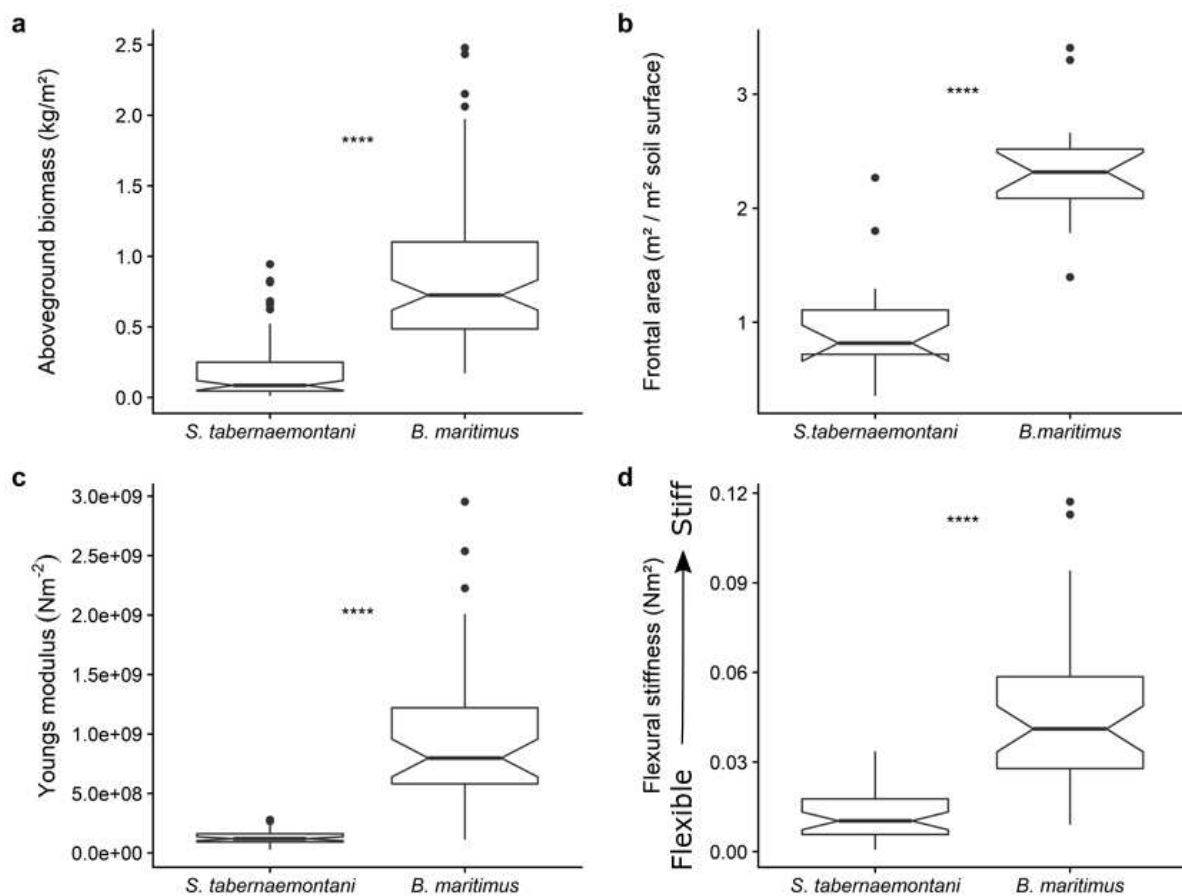 a
Aboveground biomass (kg/m²)
2.5
2.0
1.5
1.0
0.5
0.0
****
S. tabernaemontani
B. maritimus
b
Frontal area (m² / m² soil surface)
3
2
1
****
S.tabernaemontani
B.maritimus
c
Youngs modulus (Nm⁻²)
3.0e+09
2.5e+09
2.0e+09
1.5e+09
1.0e+09
5.0e+08
0.0e+00
****
S. tabernaemontani
B. maritimus
d
Flexural stiffness (Nm²)
Flexible
Stiff
0.12
0.09
0.06
0.03
0.00
****
S. tabernaemontani
B. maritimus